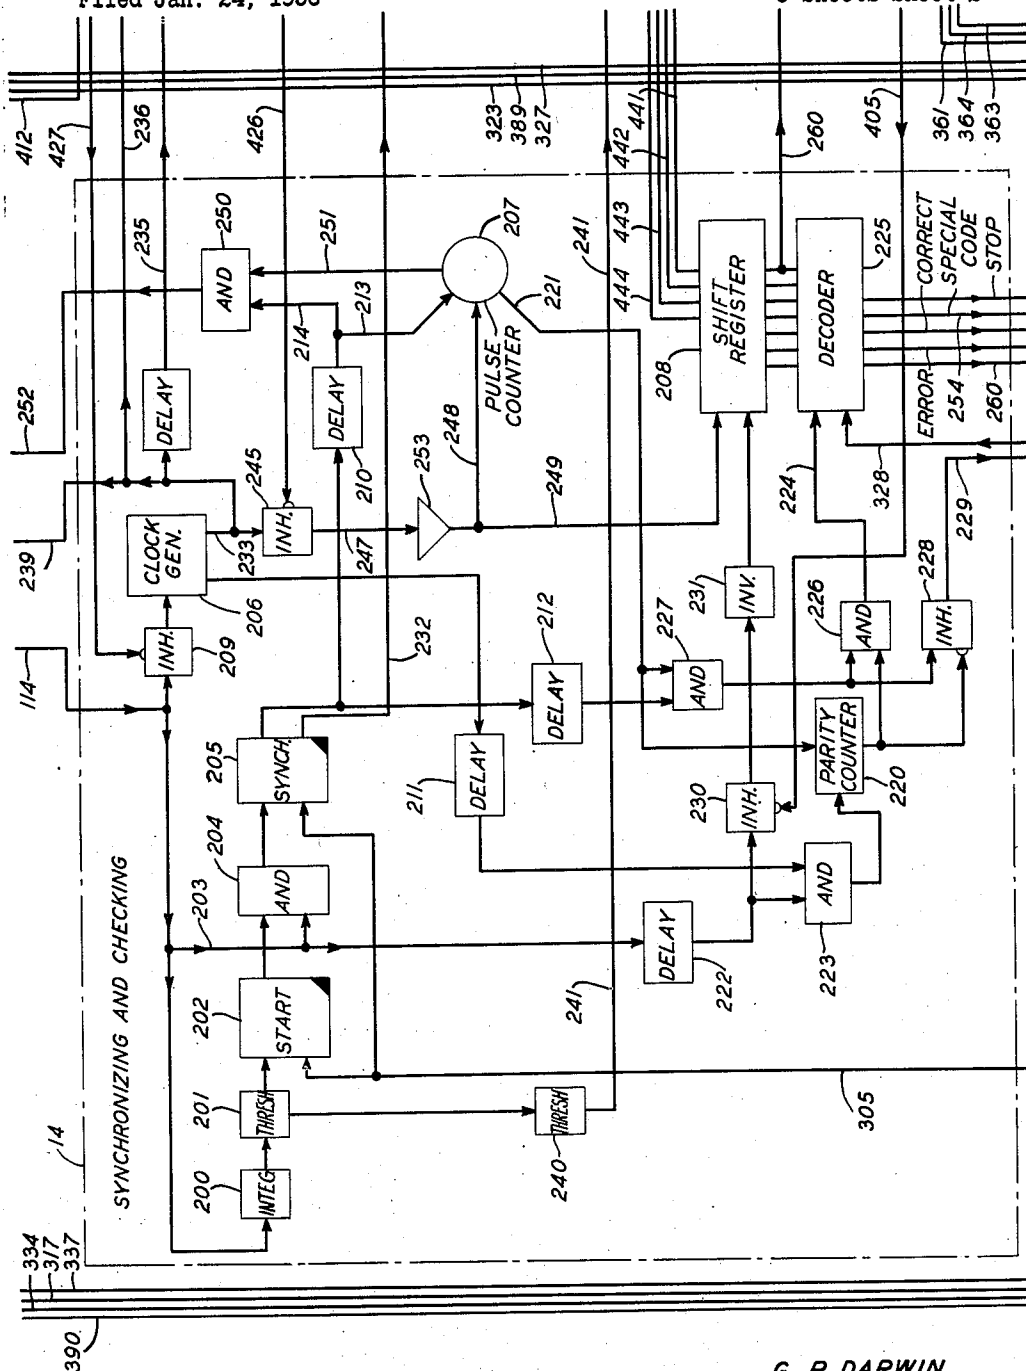 Filed Jan. 24, 1958
412
427
236
235
426
323
389
327
442
441
443
444
260
405
361
364
363
252
239
114
250
AND
251
207
214
213
221
241
PULSE
COUNTER
SHIFT
REGISTER
208
DECODER
225
CORRECT
SPECIAL
CODE
STOP
ERROR
254
260
DELAY
245
DELAY
210
253
248
249
224
328
229
CLOCK
GEN.
233
INH.
247
206
INH.
209
232
212
DELAY
231
INV.
227
AND
226
AND
228
INH.
205
SYNCH.
211
DELAY
230
INH.
PARITY
COUNTER
220
204
AND
203
DELAY
222
AND
223
SYNCHRONIZING AND CHECKING
202
START
241
201
THRESH
THRESH
240
305
14
200
INTEG
334
317
337
390
G. P. DARWIN